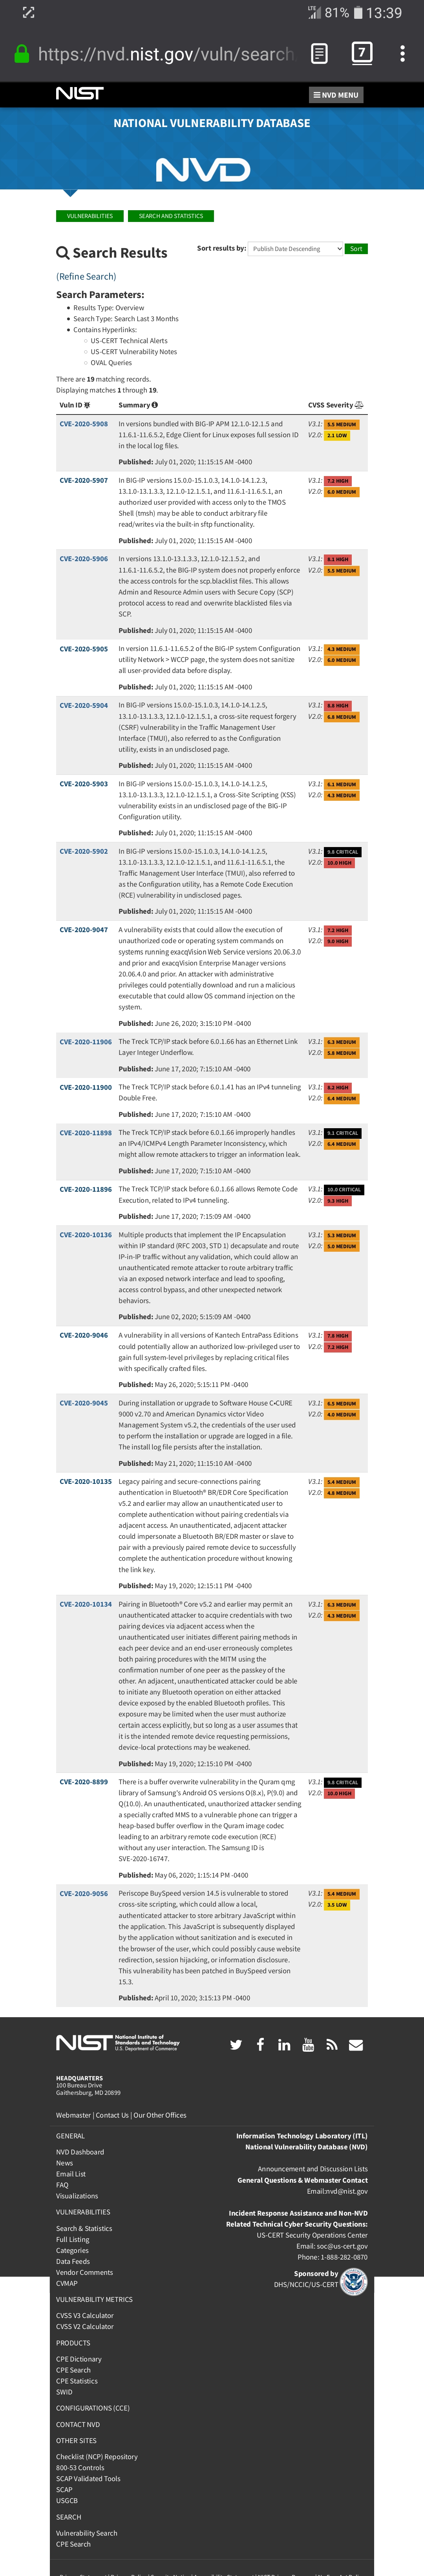 LTE 81% 13:39
https://nvd.nist.gov/vuln/search/ 7
NIST
NVD MENU
NATIONAL VULNERABILITY DATABASE
NVD
VULNERABILITIES SEARCH AND STATISTICS
Search Results
Sort results by: Publish Date Descending Sort
(Refine Search)
Search Parameters:
Results Type: Overview
Search Type: Search Last 3 Months
Contains Hyperlinks:
US-CERT Technical Alerts
US-CERT Vulnerability Notes
OVAL Queries
There are 19 matching records.
Displaying matches 1 through 19.
Vuln ID Summary CVSS Severity
CVE-2020-5908 In versions bundled with BIG-IP APM 12.1.0-12.1.5 and V3.1: 5.5 MEDIUM
11.6.1-11.6.5.2, Edge Client for Linux exposes full session ID V2.0: 2.1 LOW
in the local log files.
Published: July 01, 2020; 11:15:15 AM -0400
CVE-2020-5907 In BIG-IP versions 15.0.0-15.1.0.3, 14.1.0-14.1.2.3, V3.1: 7.2 HIGH
13.1.0-13.1.3.3, 12.1.0-12.1.5.1, and 11.6.1-11.6.5.1, an V2.0: 6.0 MEDIUM
authorized user provided with access only to the TMOS
Shell (tmsh) may be able to conduct arbitrary file
read/writes via the built-in sftp functionality.
Published: July 01, 2020; 11:15:15 AM -0400
CVE-2020-5906 In versions 13.1.0-13.1.3.3, 12.1.0-12.1.5.2, and V3.1: 8.1 HIGH
11.6.1-11.6.5.2, the BIG-IP system does not properly enforce V2.0: 5.5 MEDIUM
the access controls for the scp.blacklist files. This allows
Admin and Resource Admin users with Secure Copy (SCP)
protocol access to read and overwrite blacklisted files via
SCP.
Published: July 01, 2020; 11:15:15 AM -0400
CVE-2020-5905 In version 11.6.1-11.6.5.2 of the BIG-IP system Configuration V3.1: 4.3 MEDIUM
utility Network > WCCP page, the system does not sanitize V2.0: 6.0 MEDIUM
all user-provided data before display.
Published: July 01, 2020; 11:15:15 AM -0400
CVE-2020-5904 In BIG-IP versions 15.0.0-15.1.0.3, 14.1.0-14.1.2.5, V3.1: 8.8 HIGH
13.1.0-13.1.3.3, 12.1.0-12.1.5.1, a cross-site request forgery V2.0: 6.8 MEDIUM
(CSRF) vulnerability in the Traffic Management User
Interface (TMUI), also referred to as the Configuration
utility, exists in an undisclosed page.
Published: July 01, 2020; 11:15:15 AM -0400
CVE-2020-5903 In BIG-IP versions 15.0.0-15.1.0.3, 14.1.0-14.1.2.5, V3.1: 6.1 MEDIUM
13.1.0-13.1.3.3, 12.1.0-12.1.5.1, a Cross-Site Scripting (XSS) V2.0: 4.3 MEDIUM
vulnerability exists in an undisclosed page of the BIG-IP
Configuration utility.
Published: July 01, 2020; 11:15:15 AM -0400
CVE-2020-5902 In BIG-IP versions 15.0.0-15.1.0.3, 14.1.0-14.1.2.5, V3.1: 9.8 CRITICAL
13.1.0-13.1.3.3, 12.1.0-12.1.5.1, and 11.6.1-11.6.5.1, the V2.0: 10.0 HIGH
Traffic Management User Interface (TMUI), also referred to
as the Configuration utility, has a Remote Code Execution
(RCE) vulnerability in undisclosed pages.
Published: July 01, 2020; 11:15:15 AM -0400
CVE-2020-9047 A vulnerability exists that could allow the execution of V3.1: 7.2 HIGH
unauthorized code or operating system commands on V2.0: 9.0 HIGH
systems running exacqVision Web Service versions 20.06.3.0
and prior and exacqVision Enterprise Manager versions
20.06.4.0 and prior. An attacker with administrative
privileges could potentially download and run a malicious
executable that could allow OS command injection on the
system.
Published: June 26, 2020; 3:15:10 PM -0400
CVE-2020-11906 The Treck TCP/IP stack before 6.0.1.66 has an Ethernet Link V3.1: 6.3 MEDIUM
Layer Integer Underflow. V2.0: 5.8 MEDIUM
Published: June 17, 2020; 7:15:10 AM -0400
CVE-2020-11900 The Treck TCP/IP stack before 6.0.1.41 has an IPv4 tunneling V3.1: 8.2 HIGH
Double Free. V2.0: 6.4 MEDIUM
Published: June 17, 2020; 7:15:10 AM -0400
CVE-2020-11898 The Treck TCP/IP stack before 6.0.1.66 improperly handles V3.1: 9.1 CRITICAL
an IPv4/ICMPv4 Length Parameter Inconsistency, which V2.0: 6.4 MEDIUM
might allow remote attackers to trigger an information leak.
Published: June 17, 2020; 7:15:10 AM -0400
CVE-2020-11896 The Treck TCP/IP stack before 6.0.1.66 allows Remote Code V3.1: 10.0 CRITICAL
Execution, related to IPv4 tunneling. V2.0: 9.3 HIGH
Published: June 17, 2020; 7:15:09 AM -0400
CVE-2020-10136 Multiple products that implement the IP Encapsulation V3.1: 5.3 MEDIUM
within IP standard (RFC 2003, STD 1) decapsulate and route V2.0: 5.0 MEDIUM
IP-in-IP traffic without any validation, which could allow an
unauthenticated remote attacker to route arbitrary traffic
via an exposed network interface and lead to spoofing,
access control bypass, and other unexpected network
behaviors.
Published: June 02, 2020; 5:15:09 AM -0400
CVE-2020-9046 A vulnerability in all versions of Kantech EntraPass Editions V3.1: 7.8 HIGH
could potentially allow an authorized low-privileged user to V2.0: 7.2 HIGH
gain full system-level privileges by replacing critical files
with specifically crafted files.
Published: May 26, 2020; 5:15:11 PM -0400
CVE-2020-9045 During installation or upgrade to Software House C•CURE V3.1: 6.5 MEDIUM
9000 v2.70 and American Dynamics victor Video V2.0: 4.0 MEDIUM
Management System v5.2, the credentials of the user used
to perform the installation or upgrade are logged in a file.
The install log file persists after the installation.
Published: May 21, 2020; 11:15:10 AM -0400
CVE-2020-10135 Legacy pairing and secure-connections pairing V3.1: 5.4 MEDIUM
authentication in Bluetooth® BR/EDR Core Specification V2.0: 4.8 MEDIUM
v5.2 and earlier may allow an unauthenticated user to
complete authentication without pairing credentials via
adjacent access. An unauthenticated, adjacent attacker
could impersonate a Bluetooth BR/EDR master or slave to
pair with a previously paired remote device to successfully
complete the authentication procedure without knowing
the link key.
Published: May 19, 2020; 12:15:11 PM -0400
CVE-2020-10134 Pairing in Bluetooth® Core v5.2 and earlier may permit an V3.1: 6.3 MEDIUM
unauthenticated attacker to acquire credentials with two V2.0: 4.3 MEDIUM
pairing devices via adjacent access when the
unauthenticated user initiates different pairing methods in
each peer device and an end-user erroneously completes
both pairing procedures with the MITM using the
confirmation number of one peer as the passkey of the
other. An adjacent, unauthenticated attacker could be able
to initiate any Bluetooth operation on either attacked
device exposed by the enabled Bluetooth profiles. This
exposure may be limited when the user must authorize
certain access explicitly, but so long as a user assumes that
it is the intended remote device requesting permissions,
device-local protections may be weakened.
Published: May 19, 2020; 12:15:10 PM -0400
CVE-2020-8899 There is a buffer overwrite vulnerability in the Quram qmg V3.1: 9.8 CRITICAL
library of Samsung's Android OS versions O(8.x), P(9.0) and V2.0: 10.0 HIGH
Q(10.0). An unauthenticated, unauthorized attacker sending
a specially crafted MMS to a vulnerable phone can trigger a
heap-based buffer overflow in the Quram image codec
leading to an arbitrary remote code execution (RCE)
without any user interaction. The Samsung ID is
SVE-2020-16747.
Published: May 06, 2020; 1:15:14 PM -0400
CVE-2020-9056 Periscope BuySpeed version 14.5 is vulnerable to stored V3.1: 5.4 MEDIUM
cross-site scripting, which could allow a local, V2.0: 3.5 LOW
authenticated attacker to store arbitrary JavaScript within
the application. This JavaScript is subsequently displayed
by the application without sanitization and is executed in
the browser of the user, which could possibly cause website
redirection, session hijacking, or information disclosure.
This vulnerability has been patched in BuySpeed version
15.3.
Published: April 10, 2020; 3:15:13 PM -0400
NIST National Institute of
Standards and Technology
U.S. Department of Commerce
You Tube
HEADQUARTERS
100 Bureau Drive
Gaithersburg, MD 20899
Webmaster | Contact Us | Our Other Offices
GENERAL
NVD Dashboard
News
Email List
FAQ
Visualizations
VULNERABILITIES
Search & Statistics
Full Listing
Categories
Data Feeds
Vendor Comments
CVMAP
VULNERABILITY METRICS
CVSS V3 Calculator
CVSS V2 Calculator
PRODUCTS
CPE Dictionary
CPE Search
CPE Statistics
SWID
CONFIGURATIONS (CCE)
CONTACT NVD
OTHER SITES
Checklist (NCP) Repository
800-53 Controls
SCAP Validated Tools
SCAP
USGCB
SEARCH
Vulnerability Search
CPE Search
Information Technology Laboratory (ITL)
National Vulnerability Database (NVD)
Announcement and Discussion Lists
General Questions & Webmaster Contact
Email:nvd@nist.gov
Incident Response Assistance and Non-NVD
Related Technical Cyber Security Questions:
US-CERT Security Operations Center
Email: soc@us-cert.gov
Phone: 1-888-282-0870
Sponsored by
DHS/NCCIC/US-CERT